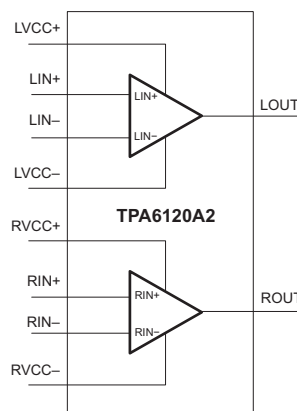 LVCC+
LIN+
LIN+
LIN–
LIN–
LOUT
LVCC–
TPA6120A2
RVCC+
RIN+
RIN+
RIN–
RIN–
ROUT
RVCC–